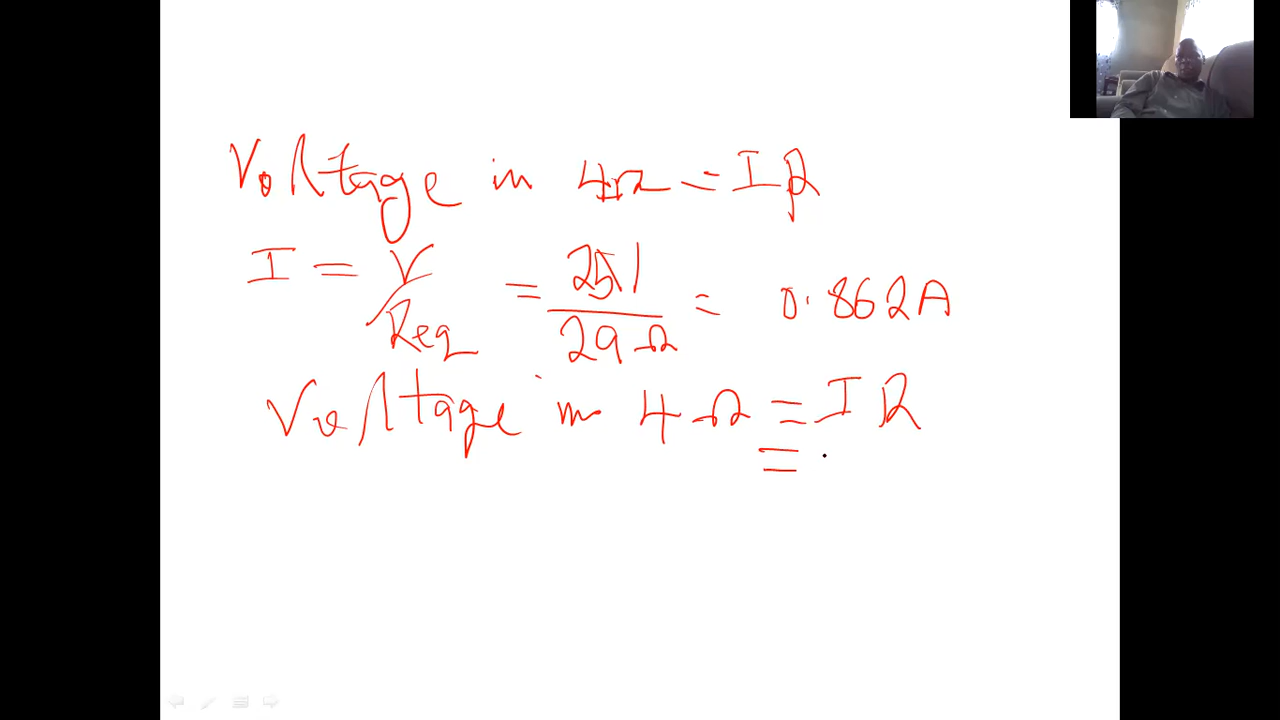 Voltage in 4Ω = IR
I = V/Req = 25V/29Ω = 0.862A
Voltage in 4Ω = IR
=